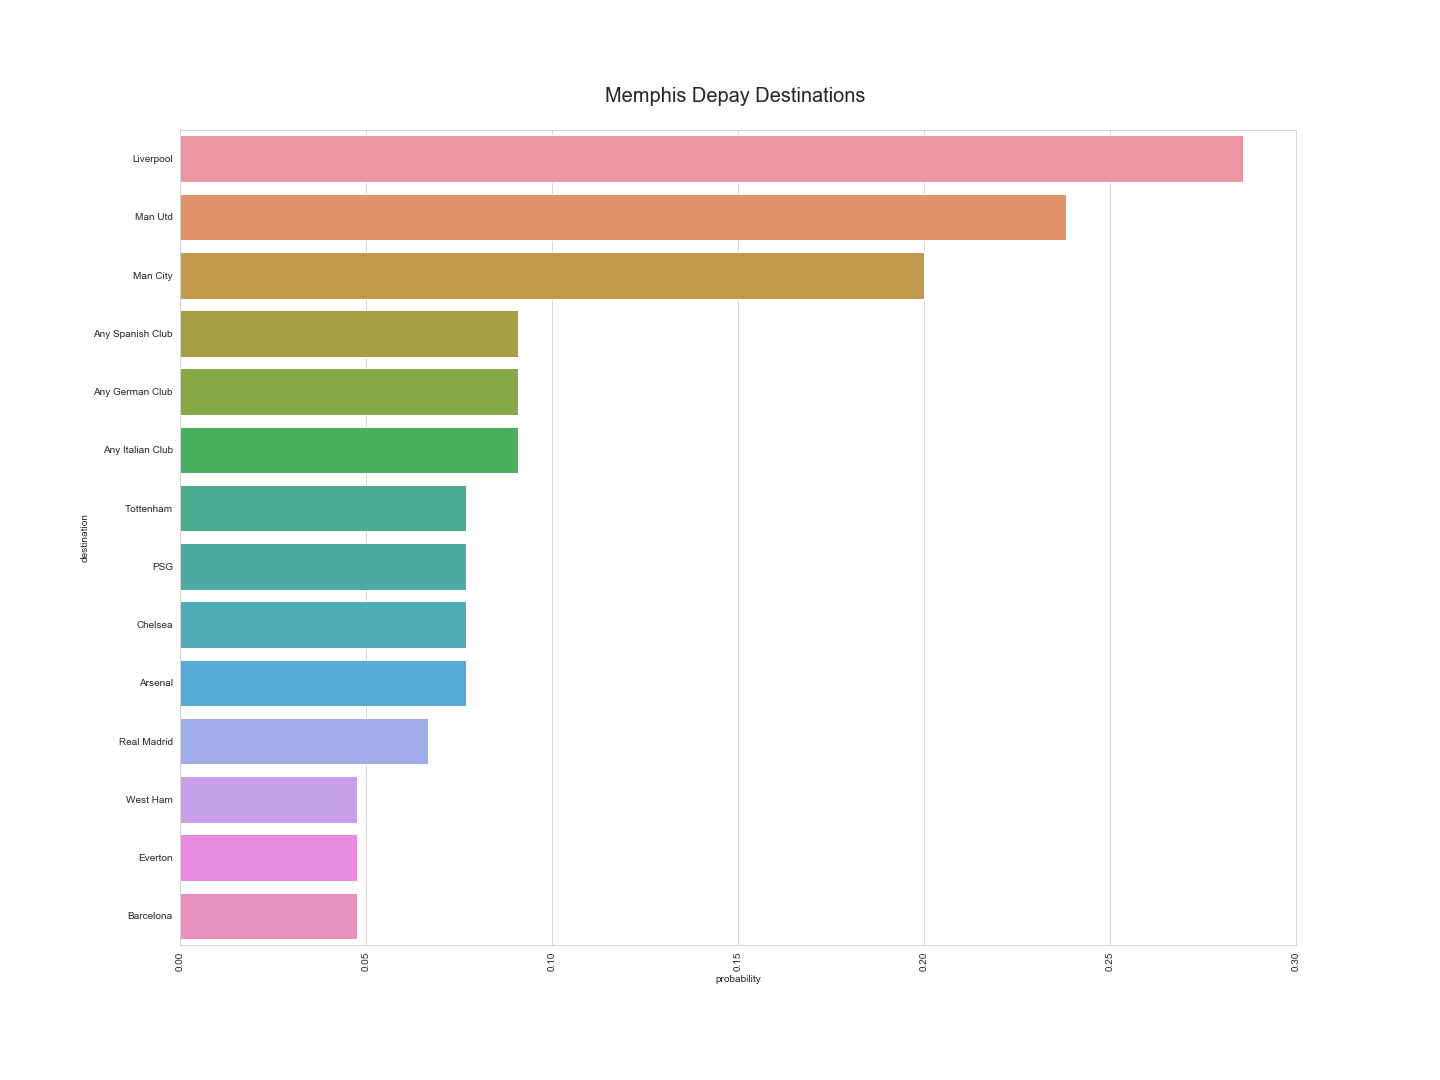 Memphis Depay Destinations
Liverpool
Man Utd
Man City
Any Spanish Club
Any German Club
Any Italian Club
Tottenham
PSG
Chelsea
Arsenal
Real Madrid
West Ham
Everton
Barcelona
destination
0.00
0.05
0.10
0.15
0.20
0.25
0.30
probability